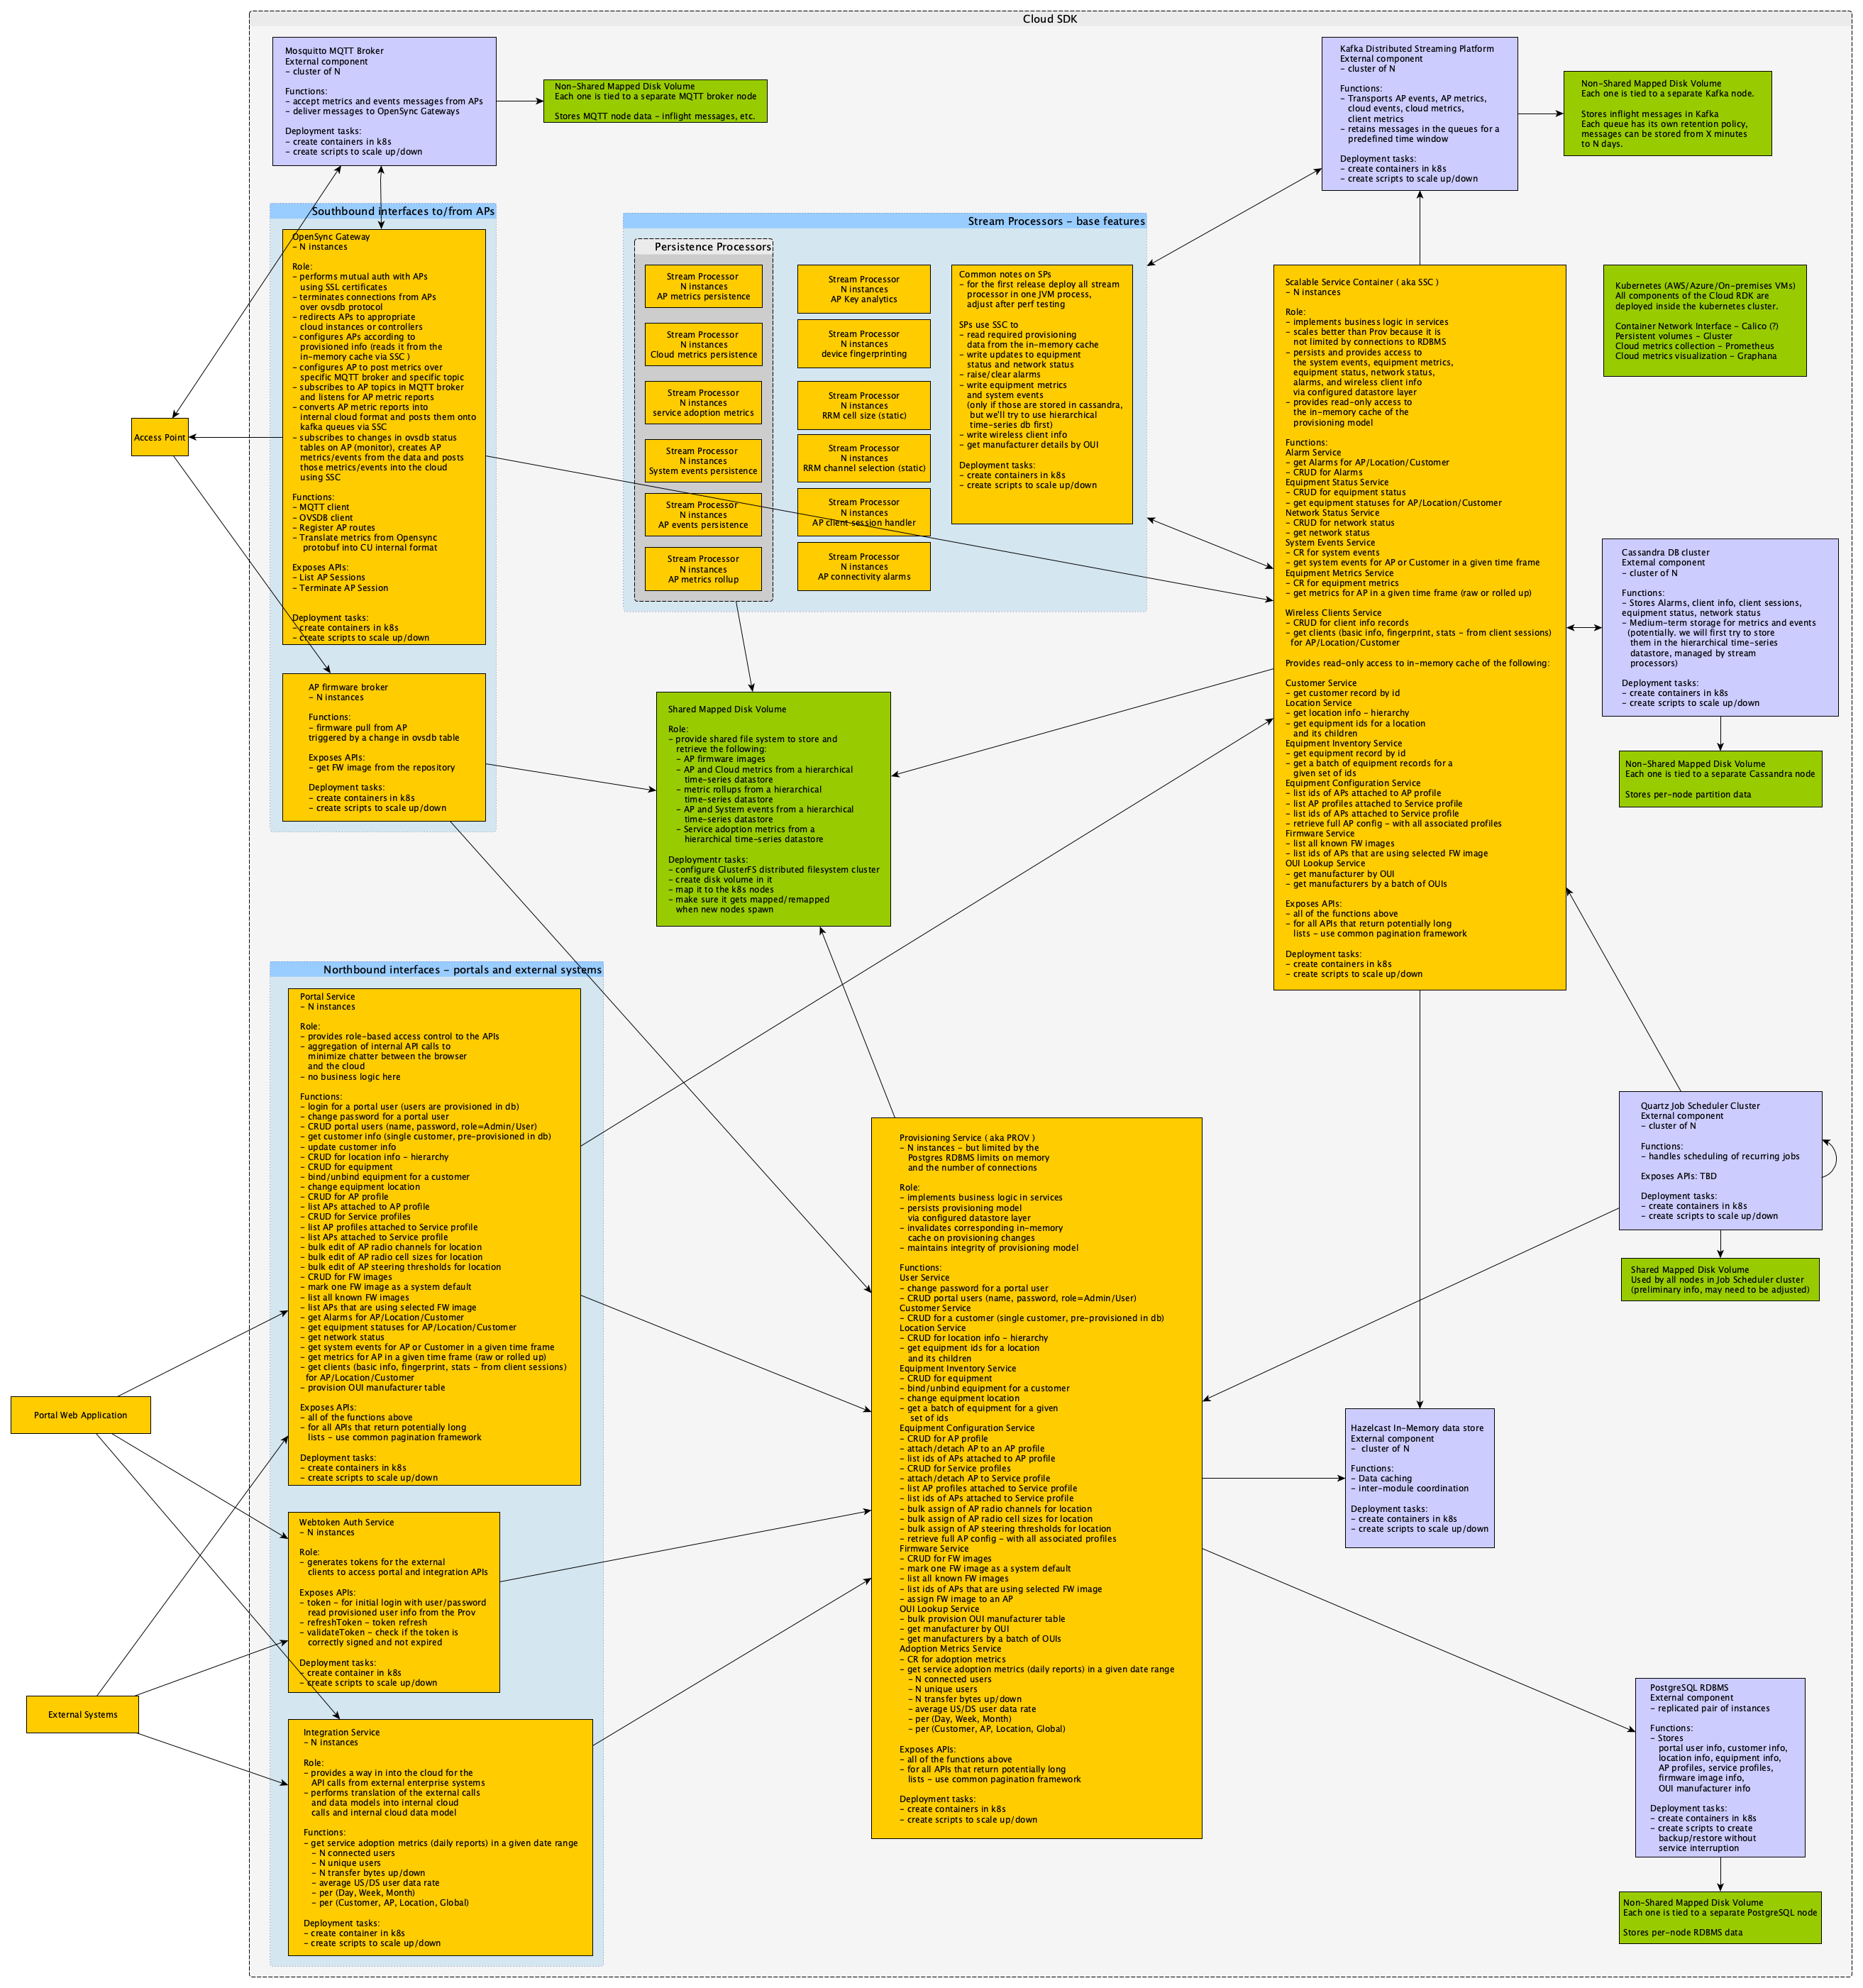 Cloud SDK
Mosquitto MQTT Broker
External component
- cluster of N
Functions:
- accept metrics and events messages from APs
- deliver messages to OpenSync Gateways
Deployment tasks:
- create containers in k8s
- create scripts to scale up/down
Non-Shared Mapped Disk Volume
Each one is tied to a separate MQTT broker node
Stores MQTT node data - inflight messages, etc.
Kafka Distributed Streaming Platform
External component
- cluster of N
Functions:
- Transports AP events, AP metrics,
cloud events, cloud metrics,
client metrics
- retains messages in the queues for a
predefined time window
Deployment tasks:
- create containers in k8s
- create scripts to scale up/down
Non-Shared Mapped Disk Volume
Each one is tied to a separate Kafka node.
Stores inflight messages in Kafka
Each queue has its own retention policy,
messages can be stored from X minutes
to N days.
Southbound interfaces to/from APs
OpenSync Gateway
- N instances
Role:
- performs mutual auth with APs
using SSL certificates
- terminates connections from APs
over ovsdb protocol
- redirects APs to appropriate
cloud instances or controllers
- configures APs according to
provisioned info (reads it from the
in-memory cache via SSC )
- configures AP to post metrics over
specific MQTT broker and specific topic
- subscribes to AP topics in MQTT broker
and listens for AP metric reports
- converts AP metric reports into
internal cloud format and posts them onto
kafka queues via SSC
- subscribes to changes in ovsdb status
tables on AP (monitor), creates AP
metrics/events from the data and posts
those metrics/events into the cloud
using SSC
Functions:
- MQTT client
- OVSDB client
- Register AP routes
- Translate metrics from Opensync
protobuf into CU internal format
Exposes APIs:
- List AP Sessions
- Terminate AP Session
Deployment tasks:
- create containers in k8s
- create scripts to scale up/down
Access Point
AP firmware broker
- N instances
Functions:
- firmware pull from AP
triggered by a change in ovsdb table
Exposes APIs:
- get FW image from the repository
Deployment tasks:
- create containers in k8s
- create scripts to scale up/down
Stream Processors - base features
Persistence Processors
Stream Processor
N instances
AP metrics persistence
Stream Processor
N instances
Cloud metrics persistence
Stream Processor
N instances
service adoption metrics
Stream Processor
N instances
System events persistence
Stream Processor
N instances
AP events persistence
Stream Processor
N instances
AP metrics rollup
Stream Processor
N instances
AP Key analytics
Stream Processor
N instances
device fingerprinting
Stream Processor
N instances
RRM cell size (static)
Stream Processor
N instances
RRM channel selection (static)
Stream Processor
N instances
AP client session handler
Stream Processor
N instances
AP connectivity alarms
Common notes on SPs
- for the first release deploy all stream
processor in one JVM process,
adjust after perf testing
SPs use SSC to
- read required provisioning
data from the in-memory cache
- write updates to equipment
status and network status
- raise/clear alarms
- write equipment metrics
and system events
(only if those are stored in cassandra,
but we'll try to use hierarchical
time-series db first)
- write wireless client info
- get manufacturer details by OUI
Deployment tasks:
- create containers in k8s
- create scripts to scale up/down
Scalable Service Container ( aka SSC )
- N instances
Role:
- implements business logic in services
- scales better than Prov because it is
not limited by connections to RDBMS
- persists and provides access to
the system events, equipment metrics,
equipment status, network status,
alarms, and wireless client info
via configured datastore layer
- provides read-only access to
the in-memory cache of the
provisioning model
Functions:
Alarm Service
- get Alarms for AP/Location/Customer
- CRUD for Alarms
Equipment Status Service
- CRUD for equipment status
- get equipment statuses for AP/Location/Customer
Network Status Service
- CRUD for network status
- get network status
System Events Service
- CR for system events
- get system events for AP or Customer in a given time frame
Equipment Metrics Service
- CR for equipment metrics
- get metrics for AP in a given time frame (raw or rolled up)
Wireless Clients Service
- CRUD for client info records
- get clients (basic info, fingerprint, stats - from client sessions)
for AP/Location/Customer
Provides read-only access to in-memory cache of the following:
Customer Service
- get customer record by id
Location Service
- get location info - hierarchy
- get equipment ids for a location
and its children
Equipment Inventory Service
- get equipment record by id
- get a batch of equipment records for a
given set of ids
Equipment Configuration Service
- list ids of APs attached to AP profile
- list AP profiles attached to Service profile
- list ids of APs attached to Service profile
- retrieve full AP config - with all associated profiles
Firmware Service
- list all known FW images
- list ids of APs that are using selected FW image
OUI Lookup Service
- get manufacturer by OUI
- get manufacturers by a batch of OUIs
Exposes APIs:
- all of the functions above
- for all APIs that return potentially long
lists - use common pagination framework
Deployment tasks:
- create containers in k8s
- create scripts to scale up/down
Kubernetes (AWS/Azure/On-premises VMs)
All components of the Cloud RDK are
deployed inside the kubernetes cluster.
Container Network Interface - Calico (?)
Persistent volumes - Gluster
Cloud metrics collection - Prometheus
Cloud metrics visualization - Graphana
Cassandra DB cluster
External component
- cluster of N
Functions:
- Stores Alarms, client info, client sessions,
equipment status, network status
- Medium-term storage for metrics and events
(potentially. we will first try to store
them in the hierarchical time-series
datastore, managed by stream
processors)
Deployment tasks:
- create containers in k8s
- create scripts to scale up/down
Non-Shared Mapped Disk Volume
Each one is tied to a separate Cassandra node
Stores per-node partition data
Shared Mapped Disk Volume
Role:
- provide shared file system to store and
retrieve the following:
- AP firmware images
- AP and Cloud metrics from a hierarchical
time-series datastore
- metric rollups from a hierarchical
time-series datastore
- AP and System events from a hierarchical
time-series datastore
- Service adoption metrics from a
hierarchical time-series datastore
Deploymentr tasks:
- configure GlusterFS distributed filesystem cluster
- create disk volume in it
- map it to the k8s nodes
- make sure it gets mapped/remapped
when new nodes spawn
Northbound interfaces - portals and external systems
Portal Service
- N instances
Role:
- provides role-based access control to the APIs
- aggregation of internal API calls to
minimize chatter between the browser
and the cloud
- no business logic here
Functions:
- login for a portal user (users are provisioned in db)
- change password for a portal user
- CRUD portal users (name, password, role=Admin/User)
- get customer info (single customer, pre-provisioned in db)
- update customer info
- CRUD for location info - hierarchy
- CRUD for equipment
- bind/unbind equipment for a customer
- change equipment location
- CRUD for AP profile
- list APs attached to AP profile
- CRUD for Service profiles
- list AP profiles attached to Service profile
- list APs attached to Service profile
- bulk edit of AP radio channels for location
- bulk edit of AP radio cell sizes for location
- bulk edit of AP steering thresholds for location
- CRUD for FW images
- mark one FW image as a system default
- list all known FW images
- list APs that are using selected FW image
- get Alarms for AP/Location/Customer
- get equipment statuses for AP/Location/Customer
- get network status
- get system events for AP or Customer in a given time frame
- get metrics for AP in a given time frame (raw or rolled up)
- get clients (basic info, fingerprint, stats - from client sessions)
for AP/Location/Customer
- provision OUI manufacturer table
Exposes APIs:
- all of the functions above
- for all APIs that return potentially long
lists - use common pagination framework
Deployment tasks:
- create containers in k8s
- create scripts to scale up/down
Portal Web Application
External Systems
Webtoken Auth Service
- N instances
Role:
- generates tokens for the external
clients to access portal and integration APIs
Exposes APIs:
- token - for initial login with user/password
read provisioned user info from the Prov
- refreshToken - token refresh
- validateToken - check if the token is
correctly signed and not expired
Deployment tasks:
- create container in k8s
- create scripts to scale up/down
Integration Service
- N instances
Role:
- provides a way in into the cloud for the
API calls from external enterprise systems
- performs translation of the external calls
and data models into internal cloud
calls and internal cloud data model
Functions:
- get service adoption metrics (daily reports) in a given date range
- N connected users
- N unique users
- N transfer bytes up/down
- average US/DS user data rate
- per (Day, Week, Month)
- per (Customer, AP, Location, Global)
Deployment tasks:
- create container in k8s
- create scripts to scale up/down
Provisioning Service ( aka PROV )
- N instances - but limited by the
Postgres RDBMS limits on memory
and the number of connections
Role:
- implements business logic in services
- persists provisioning model
via configured datastore layer
- invalidates corresponding in-memory
cache on provisioning changes
- maintains integrity of provisioning model
Functions:
User Service
- change password for a portal user
- CRUD portal users (name, password, role=Admin/User)
Customer Service
- CRUD for a customer (single customer, pre-provisioned in db)
Location Service
- CRUD for location info - hierarchy
- get equipment ids for a location
and its children
Equipment Inventory Service
- CRUD for equipment
- bind/unbind equipment for a customer
- change equipment location
- get a batch of equipment for a given
set of ids
Equipment Configuration Service
- CRUD for AP profile
- attach/detach AP to an AP profile
- list ids of APs attached to AP profile
- CRUD for Service profiles
- attach/detach AP to Service profile
- list AP profiles attached to Service profile
- list ids of APs attached to Service profile
- bulk assign of AP radio channels for location
- bulk assign of AP radio cell sizes for location
- bulk assign of AP steering thresholds for location
- retrieve full AP config - with all associated profiles
Firmware Service
- CRUD for FW images
- mark one FW image as a system default
- list all known FW images
- list ids of APs that are using selected FW image
- assign FW image to an AP
OUI Lookup Service
- bulk provision OUI manufacturer table
- get manufacturer by OUI
- get manufacturers by a batch of OUIs
Adoption Metrics Service
- CR for adoption metrics
- get service adoption metrics (daily reports) in a given date range
- N connected users
- N unique users
- N transfer bytes up/down
- average US/DS user data rate
- per (Day, Week, Month)
- per (Customer, AP, Location, Global)
Exposes APIs:
- all of the functions above
- for all APIs that return potentially long
lists - use common pagination framework
Deployment tasks:
- create containers in k8s
- create scripts to scale up/down
Quartz Job Scheduler Cluster
External component
- cluster of N
Functions:
- handles scheduling of recurring jobs
Exposes APIs: TBD
Deployment tasks:
- create containers in k8s
- create scripts to scale up/down
Shared Mapped Disk Volume
Used by all nodes in Job Scheduler cluster
(preliminary info, may need to be adjusted)
Hazelcast In-Memory data store
External component
- cluster of N
Functions:
- Data caching
- inter-module coordination
Deployment tasks:
- create containers in k8s
- create scripts to scale up/down
PostgreSQL RDBMS
External component
- replicated pair of instances
Functions:
- Stores
portal user info, customer info,
location info, equipment info,
AP profiles, service profiles,
firmware image info,
OUI manufacturer info
Deployment tasks:
- create containers in k8s
- create scripts to create
backup/restore without
service interruption
Non-Shared Mapped Disk Volume
Each one is tied to a separate PostgreSQL node
Stores per-node RDBMS data